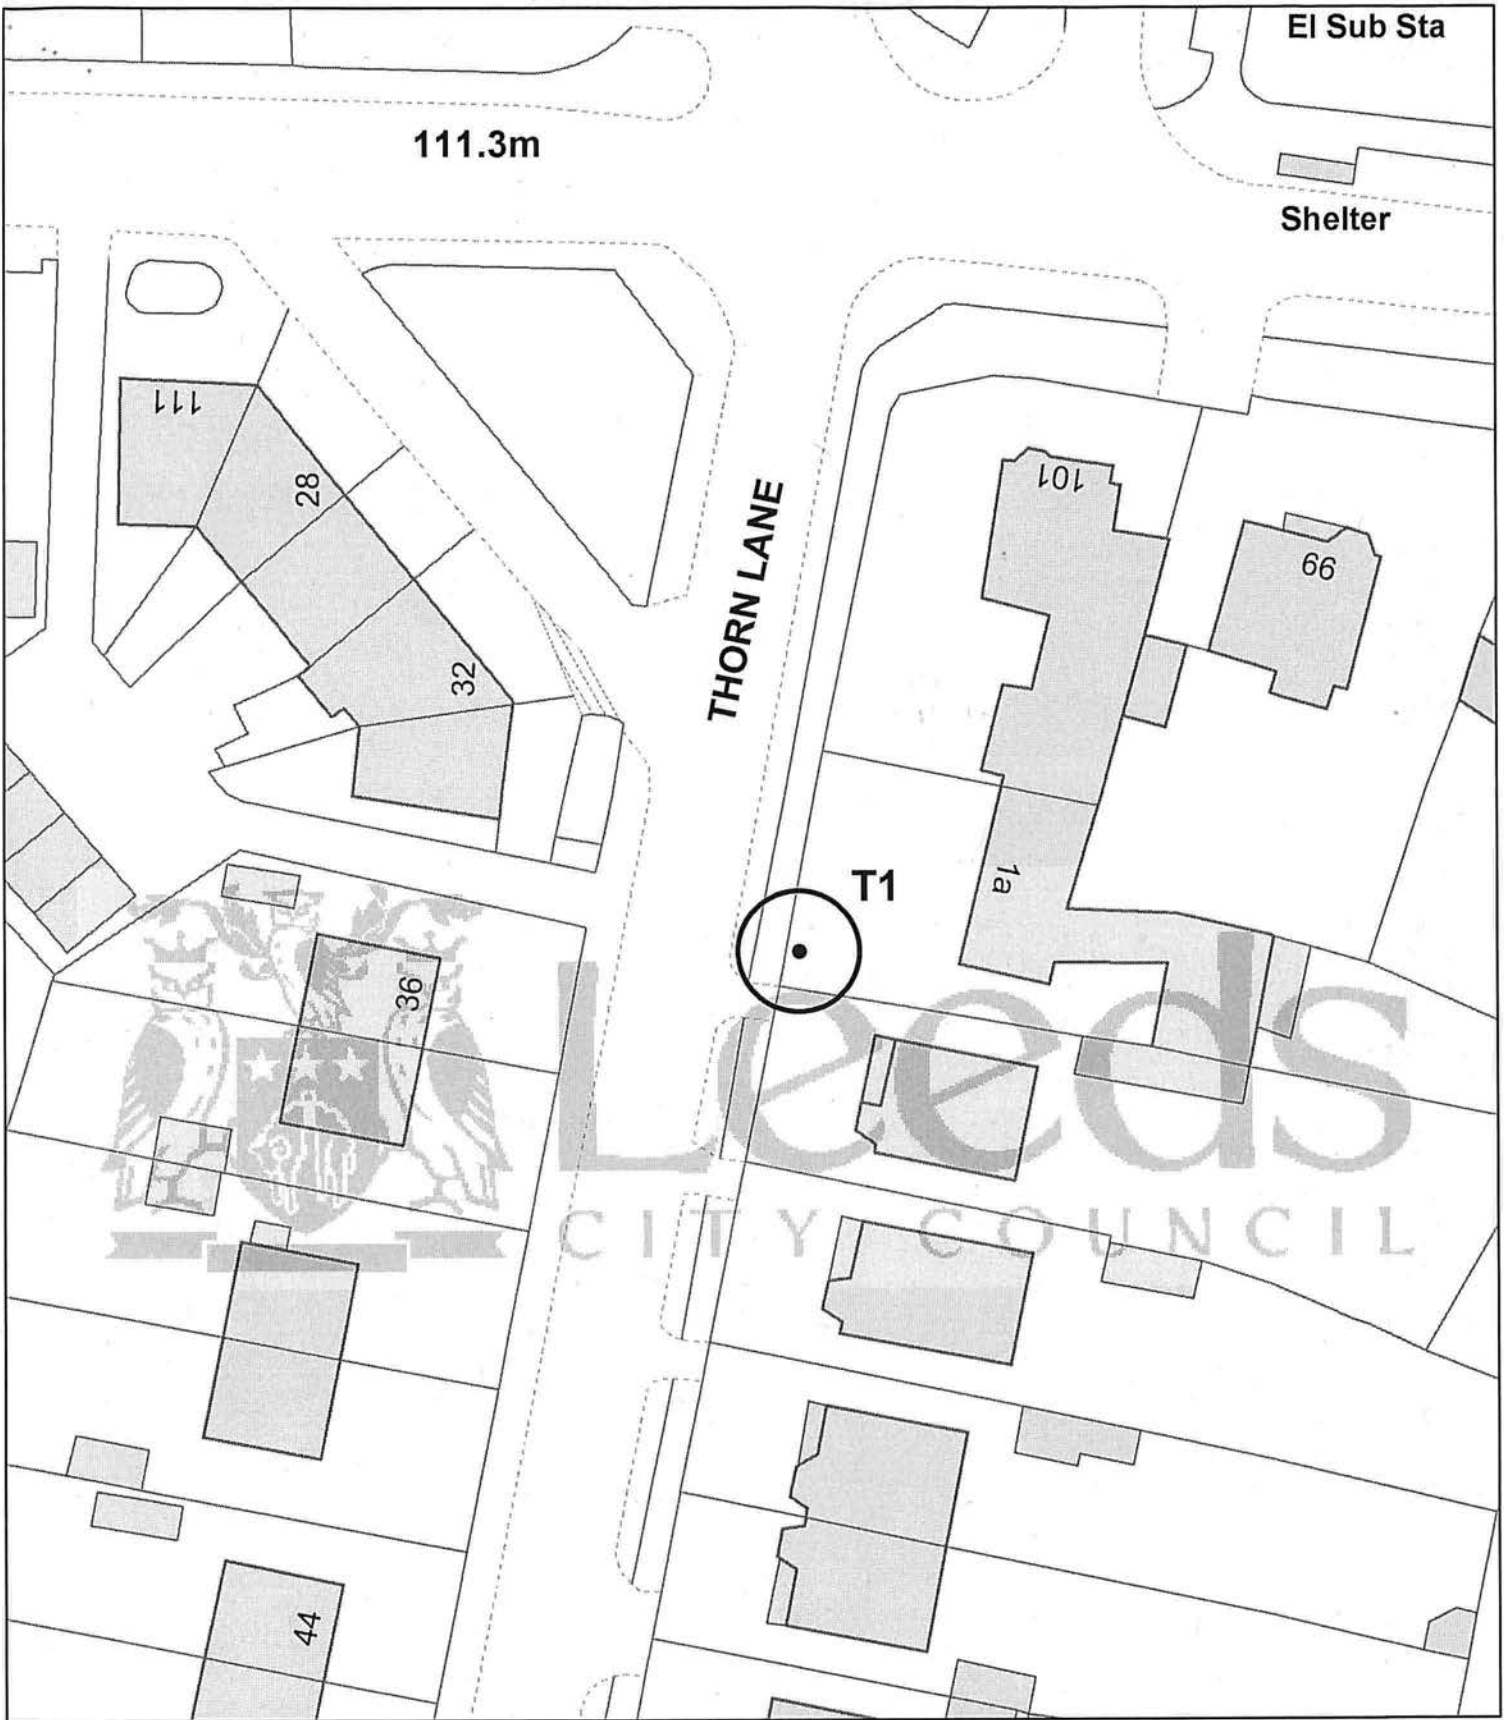 El Sub Sta
111.3m
Shelter
111
28
101
99
THORN LANE
32
1a
T1
36
Leeds
CITY COUNCIL
44